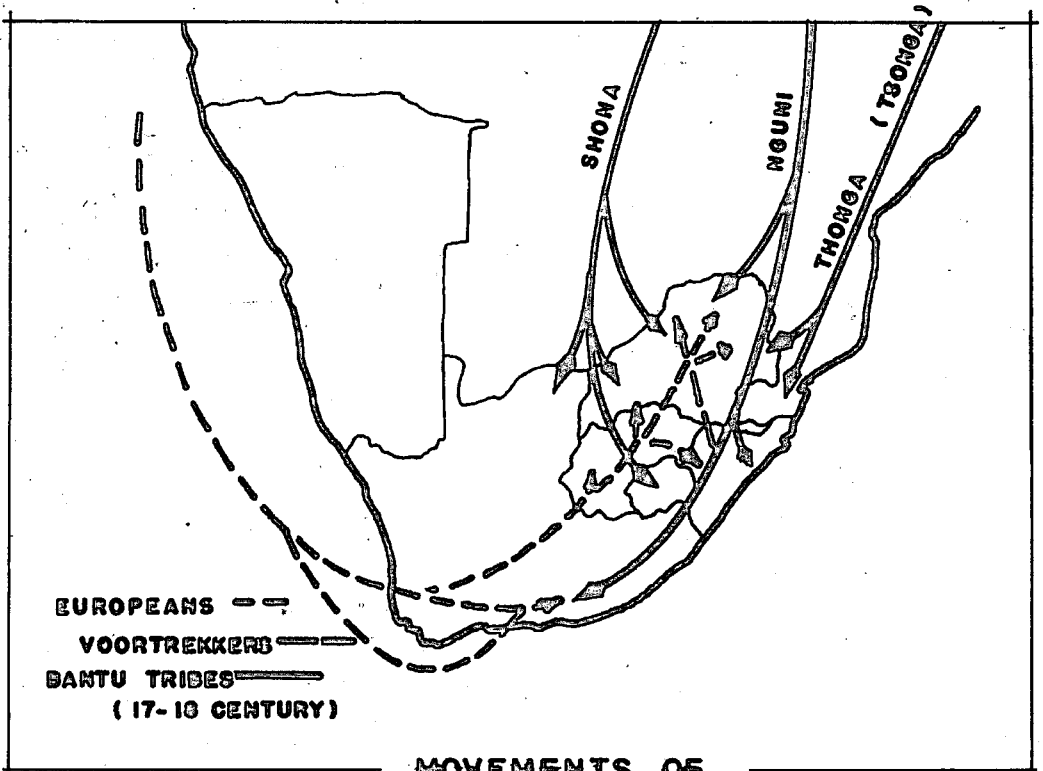 SHONA
NGUNI
THONGA (TSONGA)
EUROPEANS
VOORTREKKERS
BANTU TRIBES
(17-18 CENTURY)
MOVEMENTS OF